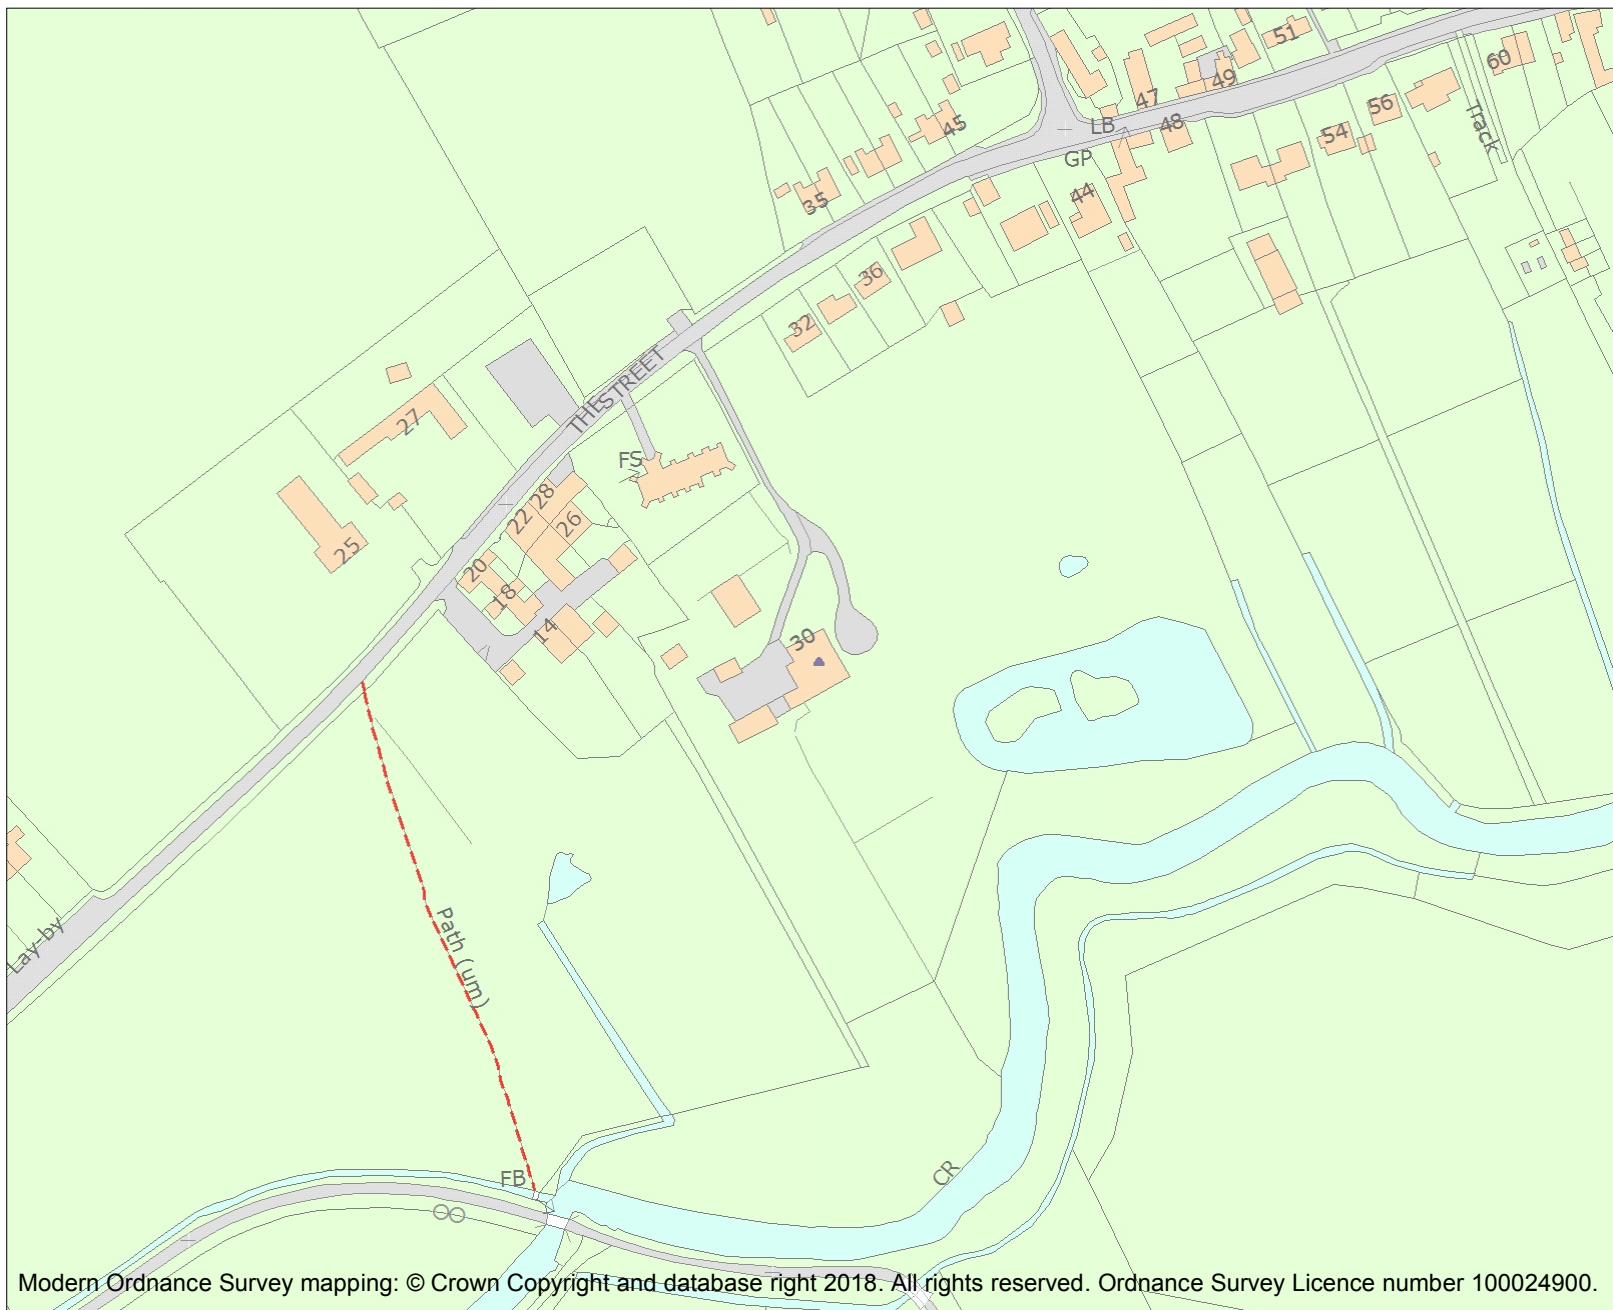 51
60
49
47
56
LB
48
54
Track
45
GP
44
35
36
32
THE STREET
27
FS
28
22
26
25
20
18
14
30
Path (um)
Lay-by
CR
FB
Modern Ordnance Survey mapping: © Crown Copyright and database right 2018. All rights reserved. Ordnance Survey Licence number 100024900.